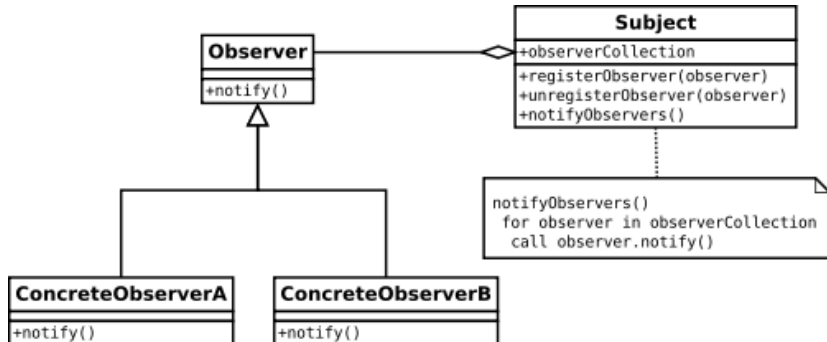 Observer
+notify()
Subject
+observerCollection
+registerObserver(observer)
+unregisterObserver(observer)
+notifyObservers()
notifyObservers()
for observer in observerCollection
call observer.notify()
ConcreteObserverA
+notify()
ConcreteObserverB
+notify()